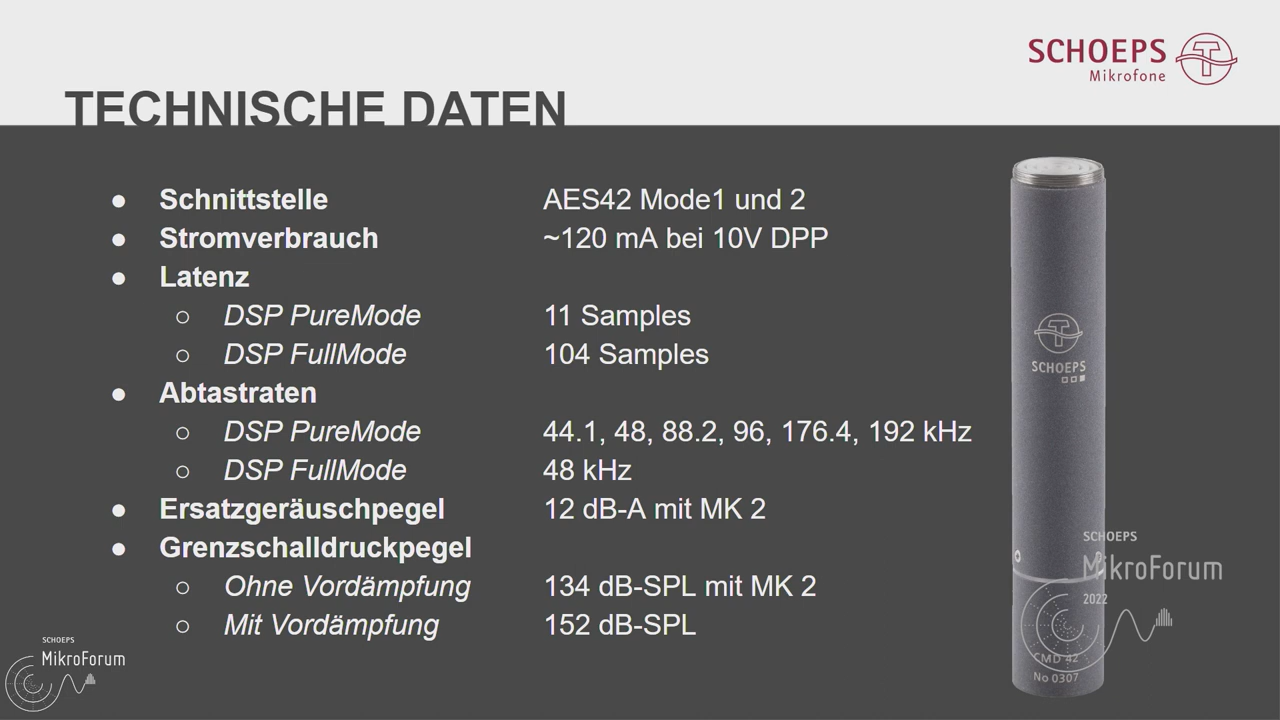 SCHOEPS
Mikrofone
TECHNISCHE DATEN
● Schnittstelle AES42 Mode1 und 2
● Stromverbrauch ~120 mA bei 10V DPP
● Latenz
○ DSP PureMode 11 Samples
○ DSP FullMode 104 Samples
● Abtastraten
○ DSP PureMode 44.1, 48, 88.2, 96, 176.4, 192 kHz
○ DSP FullMode 48 kHz
● Ersatzgeräuschpegel 12 dB-A mit MK 2
● Grenzschalldruckpegel
○ Ohne Vordämpfung 134 dB-SPL mit MK 2
○ Mit Vordämpfung 152 dB-SPL
SCHOEPS
SCHOEPS
MikroForum
2022
CMD 42
No 0307
SCHOEPS
MikroForum